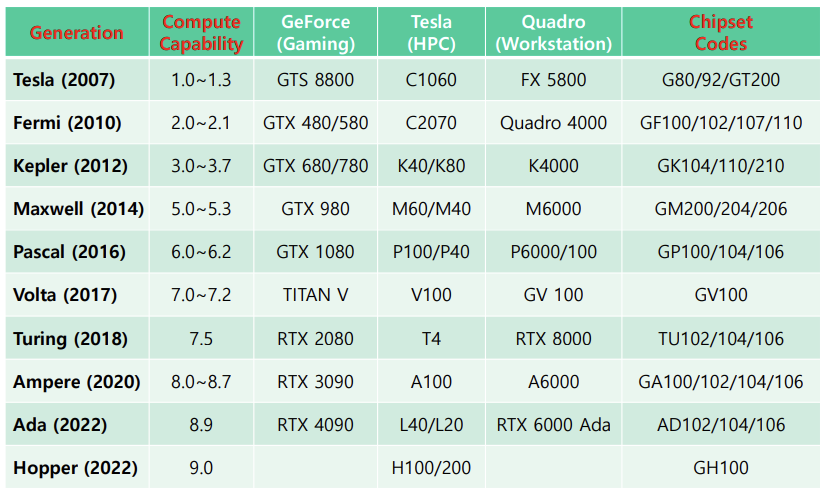 Generation Compute Capability GeForce (Gaming) Tesla (HPC) Quadro (Workstation) Chipset Codes
Tesla (2007) 1.0~1.3 GTS 8800 C1060 FX 5800 G80/92/GT200
Fermi (2010) 2.0~2.1 GTX 480/580 C2070 Quadro 4000 GF100/102/107/110
Kepler (2012) 3.0~3.7 GTX 680/780 K40/K80 K4000 GK104/110/210
Maxwell (2014) 5.0~5.3 GTX 980 M60/M40 M6000 GM200/204/206
Pascal (2016) 6.0~6.2 GTX 1080 P100/P40 P6000/100 GP100/104/106
Volta (2017) 7.0~7.2 TITAN V V100 GV 100 GV100
Turing (2018) 7.5 RTX 2080 T4 RTX 8000 TU102/104/106
Ampere (2020) 8.0~8.7 RTX 3090 A100 A6000 GA100/102/104/106
Ada (2022) 8.9 RTX 4090 L40/L20 RTX 6000 Ada AD102/104/106
Hopper (2022) 9.0 H100/200 GH100